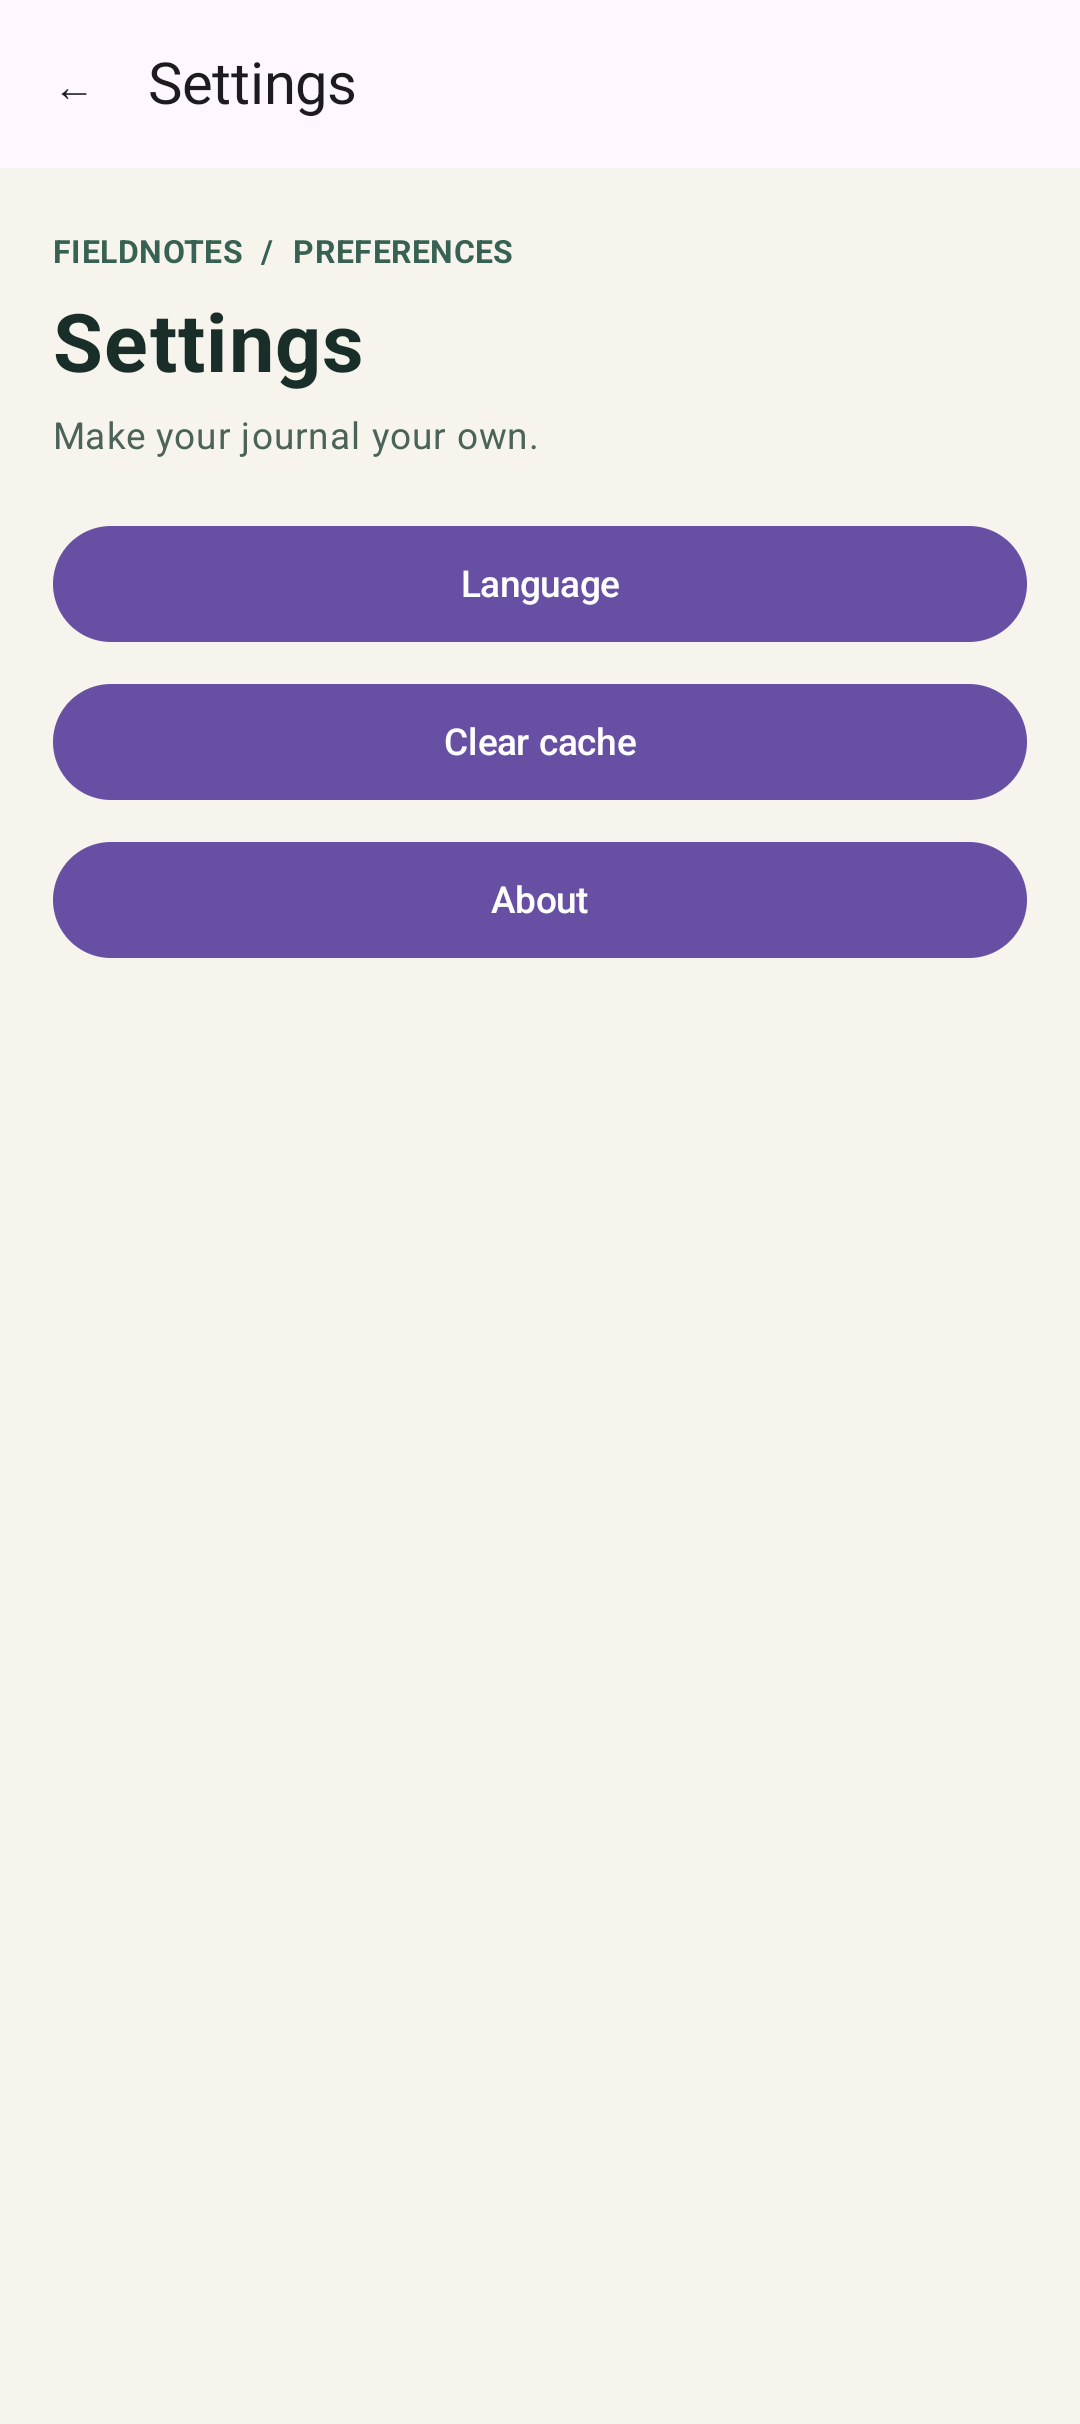 ← Settings
FIELDNOTES / PREFERENCES
Settings
Make your journal your own.
Language
Clear cache
About